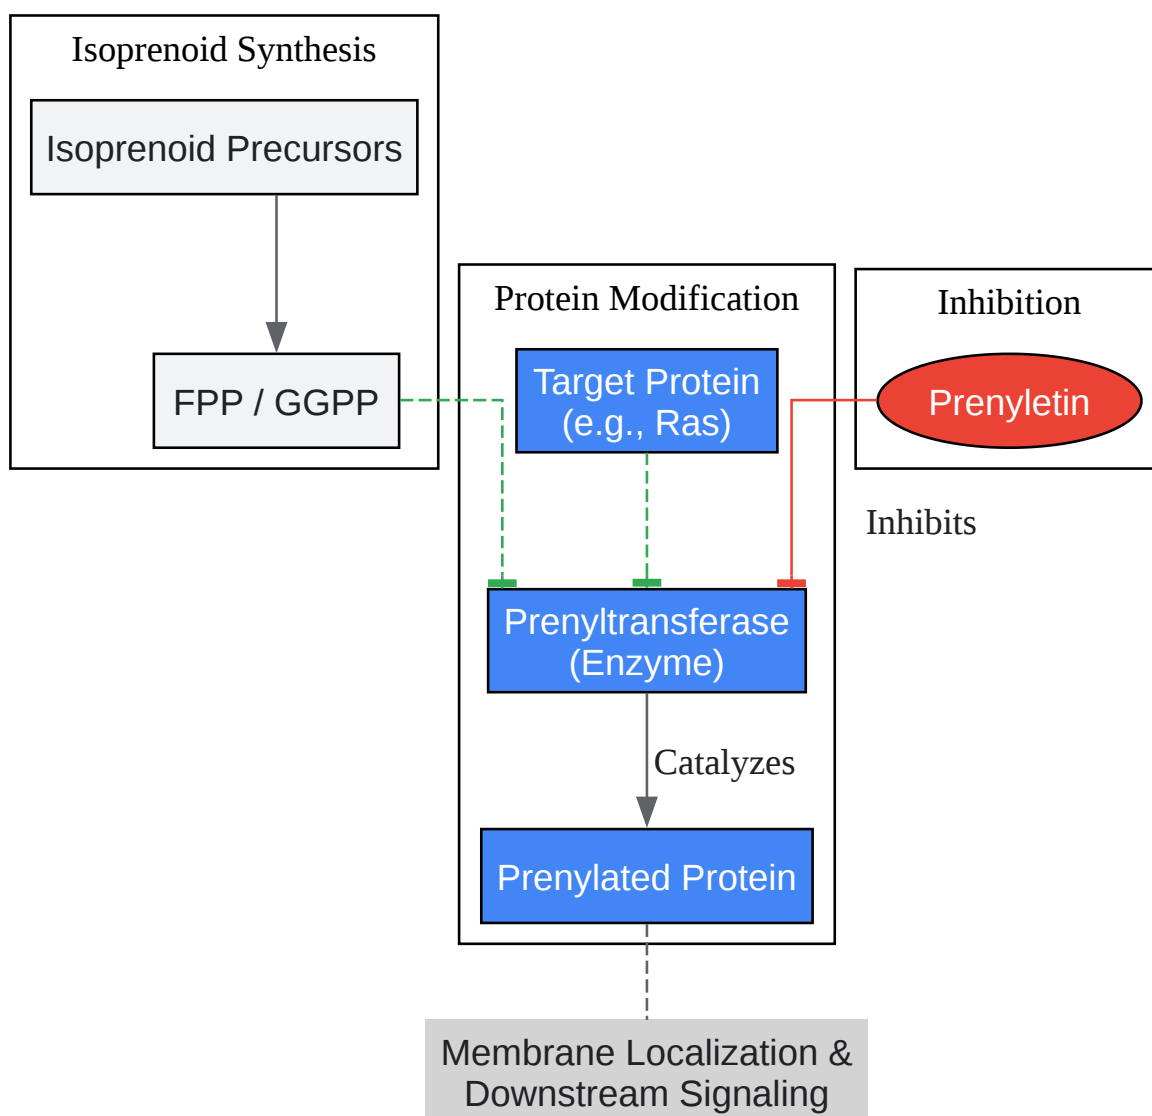 Isoprenoid Synthesis
Isoprenoid Precursors
FPP / GGPP
Protein Modification
Target Protein
(e.g., Ras)
Inhibition
Prenyletin
Inhibits
Prenyltransferase
(Enzyme)
Catalyzes
Prenylated Protein
Membrane Localization &
Downstream Signaling